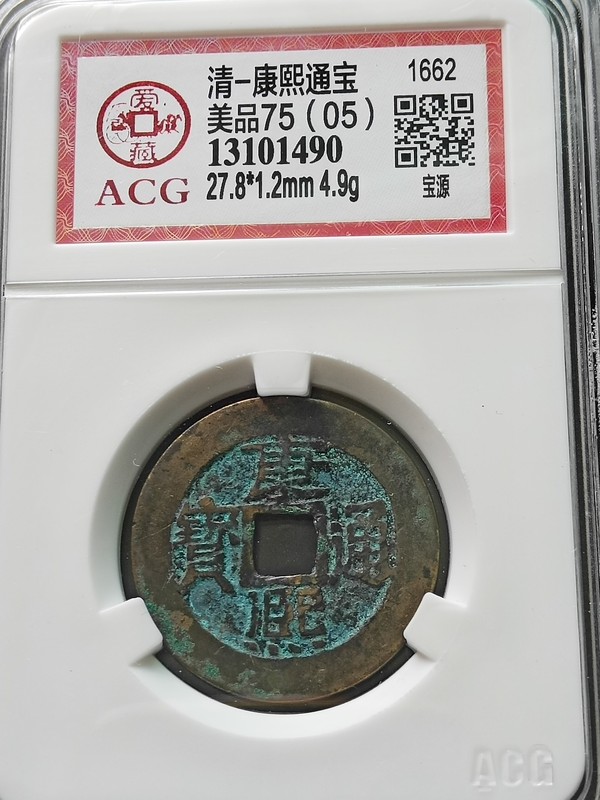 爱
藏
ACG
清-康熙通宝
1662
美品75(05)
13101490
27.8*1.2mm 4.9g
宝源
康
寶 通
熙
ACG